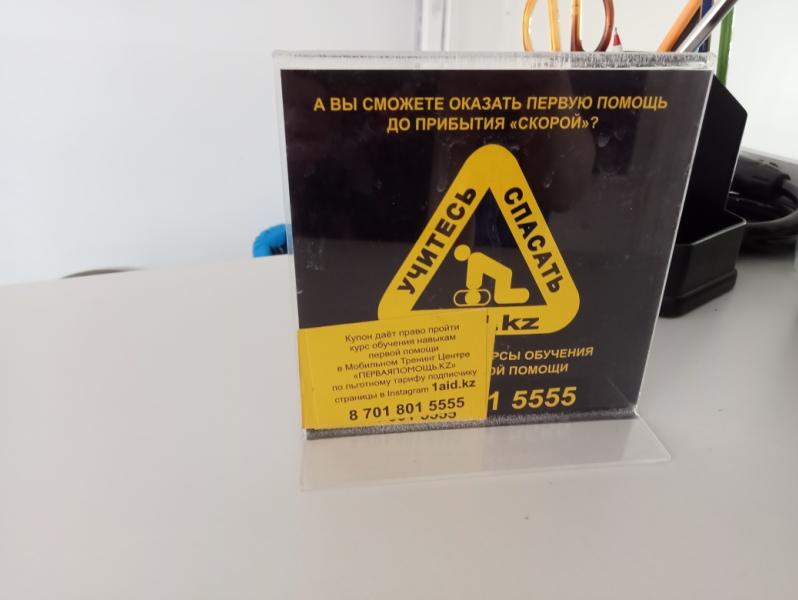 А ВЫ СМОЖЕТЕ ОКАЗАТЬ ПЕРВУЮ ПОМОЩЬ
ДО ПРИБЫТИЯ «СКОРОЙ»?
УЧИТЕСЬ СПАСАТЬ
.kz
РСЫ ОБУЧЕНИЯ
ОЙ ПОМОЩИ
1 5555
Купон даёт право пройти
курс обучения навыкам
первой помощи
в Мобильном Тренинг Центре
«ПЕРВАЯПОМОЩЬ.KZ»
по льготному тарифу подписчику
страницы в Instagram 1aid.kz
8 701 801 5555